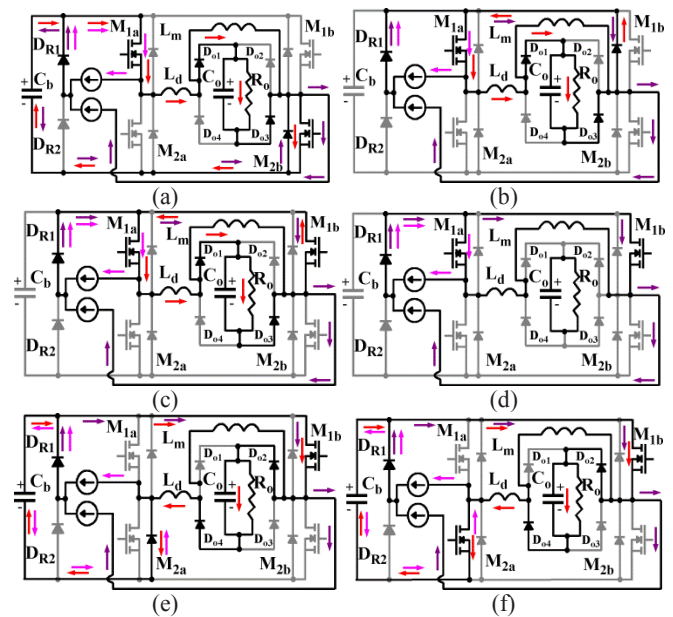 M1a Lm M1b
DR1 Do1 Do2
+ Cb - Ld Co + - Ro
DR2 Do4 Do3
M2a M2b
(a)
M1a Lm M1b
DR1 Do1 Do2
+ Cb - Ld Co + - Ro
DR2 Do4 Do3
M2a M2b
(b)
DR1 M1a Lm M1b
Do1 Do2
Cb + - Ld Co + - Ro
DR2 Do4 Do3
M2a M2b
(c)
DR1 M1a Lm M1b
Do1 Do2
Cb + - Ld Co + - Ro
DR2 Do4 Do3
M2a M2b
(d)
DR1 M1a Lm M1b
Do1 Do2
Cb + - Ld Co + - Ro
DR2 Do4 Do3
M2a M2b
(e)
DR1 M1a Lm M1b
Do1 Do2
Cb + - Ld Co + - Ro
DR2 Do4 Do3
M2a M2b
(f)